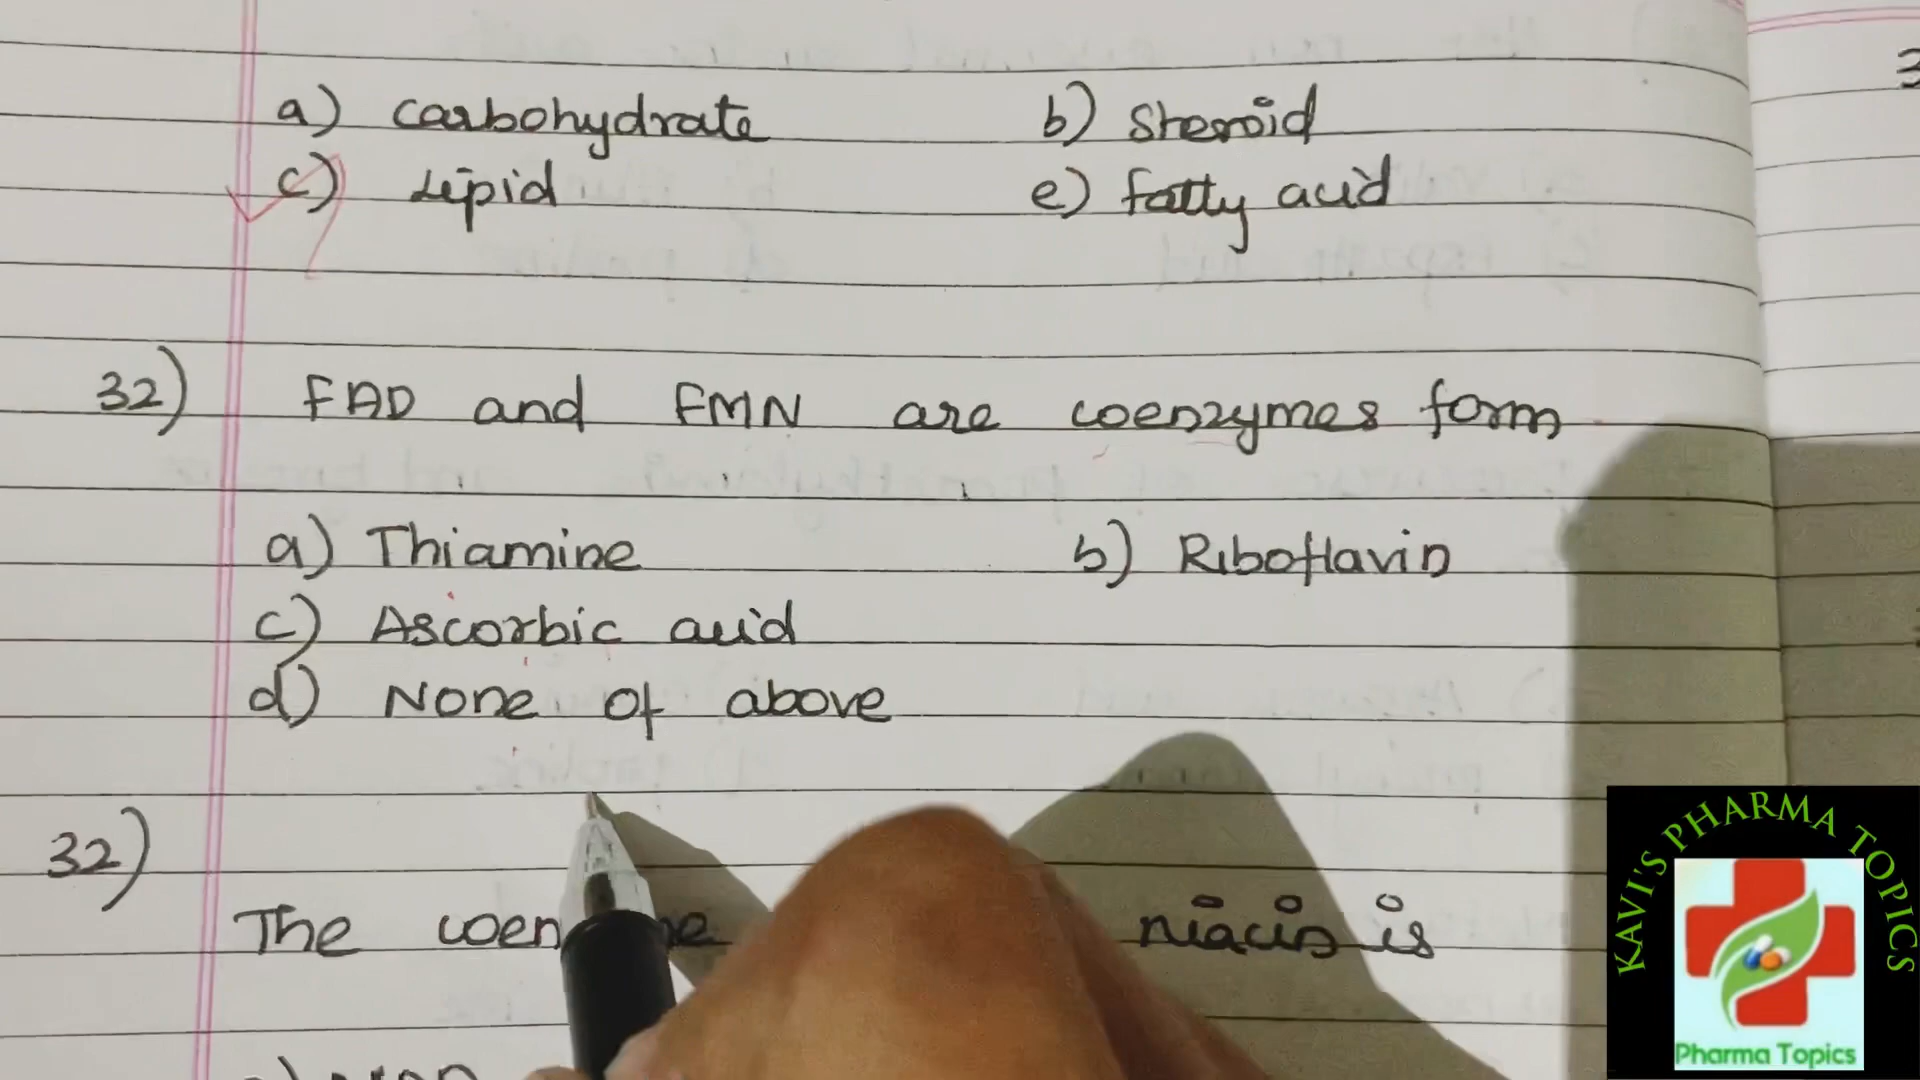 a) carbohydrate b) Steroid
c) Lipid e) fatty acid
32) FAD and FMN are coenzymes form
a) Thiamine b) Riboflavin
c) Ascorbic acid
d) None of above
32)
The niacin is
KAVI'S PHARMA TOPICS
Pharma Topics